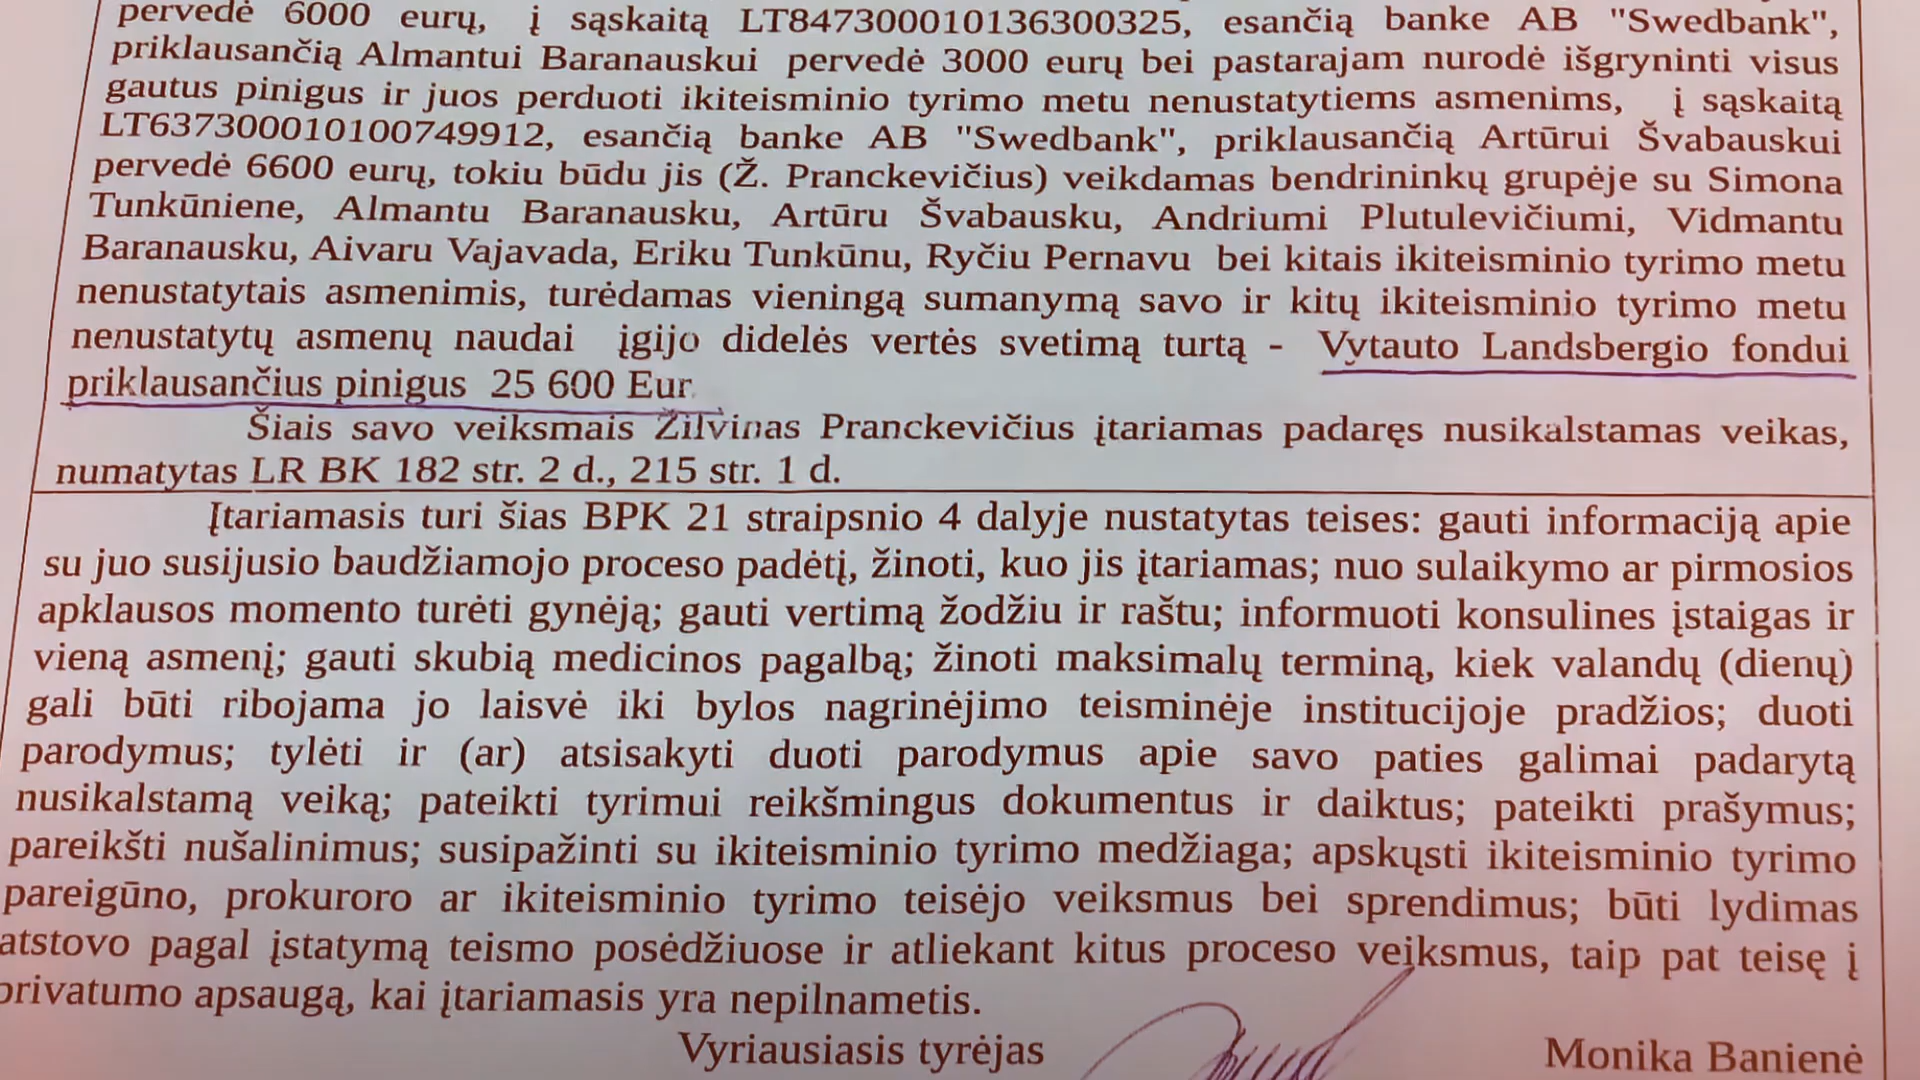 pervedė 6000 eurų, į sąskaitą LT847300010136300325, esančią banke AB "Swedbank",
priklausančią Almantui Baranauskui pervedė 3000 eurų bei pastarajam nurodė išgryninti visus
gautus pinigus ir juos perduoti ikiteisminio tyrimo metu nenustatytiems asmenims, į sąskaitą
LT637300010100749912, esančią banke AB "Swedbank", priklausančią Artūrui Švabauskui
pervedė 6600 eurų, tokiu būdu jis (Ž. Pranckevičius) veikdamas bendrininkų grupėje su Simona
Tunkūniene, Almantu Baranausku, Artūru Švabausku, Andriumi Plutulevičiumi, Vidmantu
Baranausku, Aivaru Vajavada, Eriku Tunkūnu, Ryčiu Pernavu bei kitais ikiteisminio tyrimo metu
nenustatytais asmenimis, turėdamas vieningą sumanymą savo ir kitų ikiteisminio tyrimo metu
nenustatytų asmenų naudai įgijo didelės vertės svetimą turtą - Vytauto Landsbergio fondui
priklausančius pinigus 25 600 Eur.
Šiais savo veiksmais Žilvinas Pranckevičius įtariamas padaręs nusikalstamas veikas,
numatytas LR BK 182 str. 2 d., 215 str. 1 d.
Įtariamasis turi šias BPK 21 straipsnio 4 dalyje nustatytas teises: gauti informaciją apie
su juo susijusio baudžiamojo proceso padėtį, žinoti, kuo jis įtariamas; nuo sulaikymo ar pirmosios
apklausos momento turėti gynėją; gauti vertimą žodžiu ir raštu; informuoti konsulines įstaigas ir
vieną asmenį; gauti skubią medicinos pagalbą; žinoti maksimalų terminą, kiek valandų (dienų)
gali būti ribojama jo laisvė iki bylos nagrinėjimo teisminėje institucijoje pradžios; duoti
parodymus; tylėti ir (ar) atsisakyti duoti parodymus apie savo paties galimai padarytą
nusikalstamą veiką; pateikti tyrimui reikšmingus dokumentus ir daiktus; pateikti prašymus;
pareikšti nušalinimus; susipažinti su ikiteisminio tyrimo medžiaga; apskųsti ikiteisminio tyrimo
pareigūno, prokuroro ar ikiteisminio tyrimo teisėjo veiksmus bei sprendimus; būti lydimas
atstovo pagal įstatymą teismo posėdžiuose ir atliekant kitus proceso veiksmus, taip pat teisę į
privatumo apsaugą, kai įtariamasis yra nepilnametis.
Vyriausiasis tyrėjas Monika Banienė